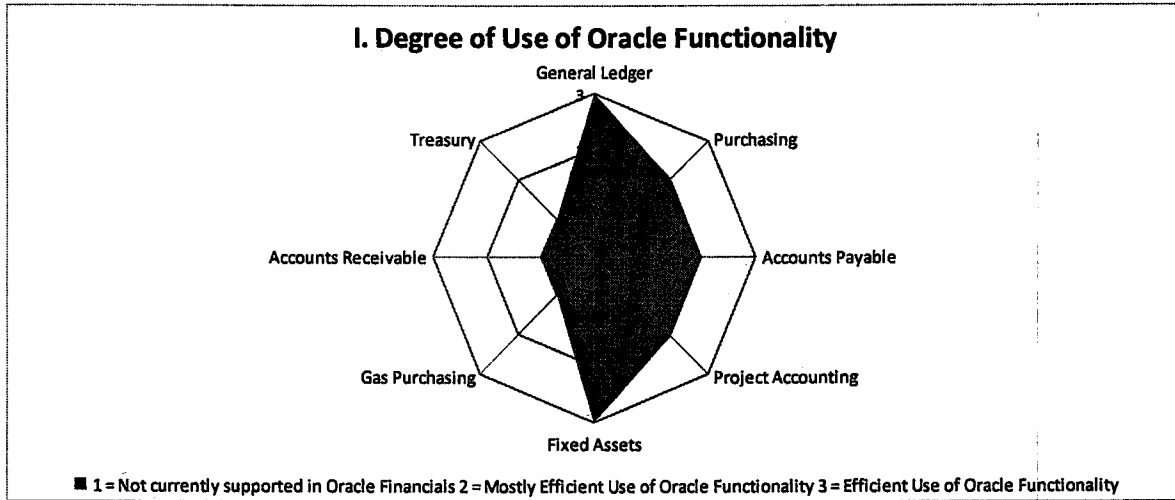 I. Degree of Use of Oracle Functionality
General Ledger
3
Treasury
Purchasing
Accounts Receivable
Accounts Payable
Gas Purchasing
Project Accounting
Fixed Assets
1 = Not currently supported in Oracle Financials 2 = Mostly Efficient Use of Oracle Functionality 3 = Efficient Use of Oracle Functionality